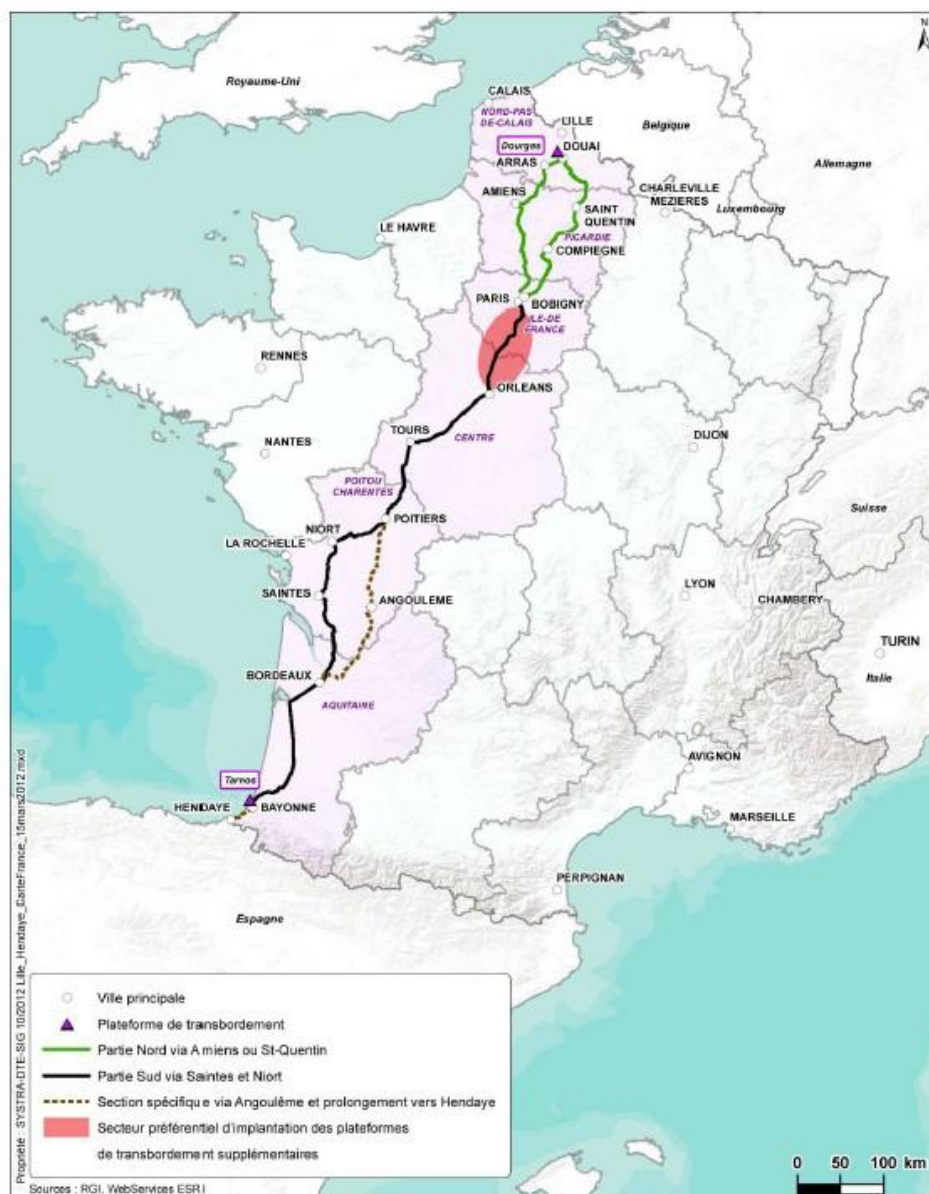 N
Royaume-Uni
CALAIS
NORD-PAS
DE-CALAIS
LILLE
Belgique
Dourges
DOUAI
ARRAS
Allemagne
AMIENS
CHARLEVILLE
MEZIERES
SAINT
QUENTIN
Luxembourg
LE HAVRE
PICARDIE
COMPIEGNE
PARIS
BOBIGNY
ILE-DE
FRANCE
RENNES
ORLEANS
TOURS
CENTRE
NANTES
DIJON
POITOU
CHARENTES
Suisse
NIORT
POITIERS
LA ROCHELLE
SAINTES
ANGOULEME
LYON
CHAMBERY
TURIN
Italie
BORDEAUX
AQUITAINE
AVIGNON
Tarnos
HENDAYE
BAYONNE
MARSEILLE
PERPIGNAN
Espagne
Ville principale
Plateforme de transbordement
Partie Nord via Amiens ou St-Quentin
Partie Sud via Saintes et Niort
Section spécifique via Angoulême et prolongement vers Hendaye
Secteur préférentiel d'implantation des plateformes
de transbordement supplémentaires
0 50 100 km
Sources : RGI, WebServices ESRI
Propriété : SYSTRA-DTE-SIG 10/2012 Lille_Hendaye_CarteFrance_15mars2012.mxd